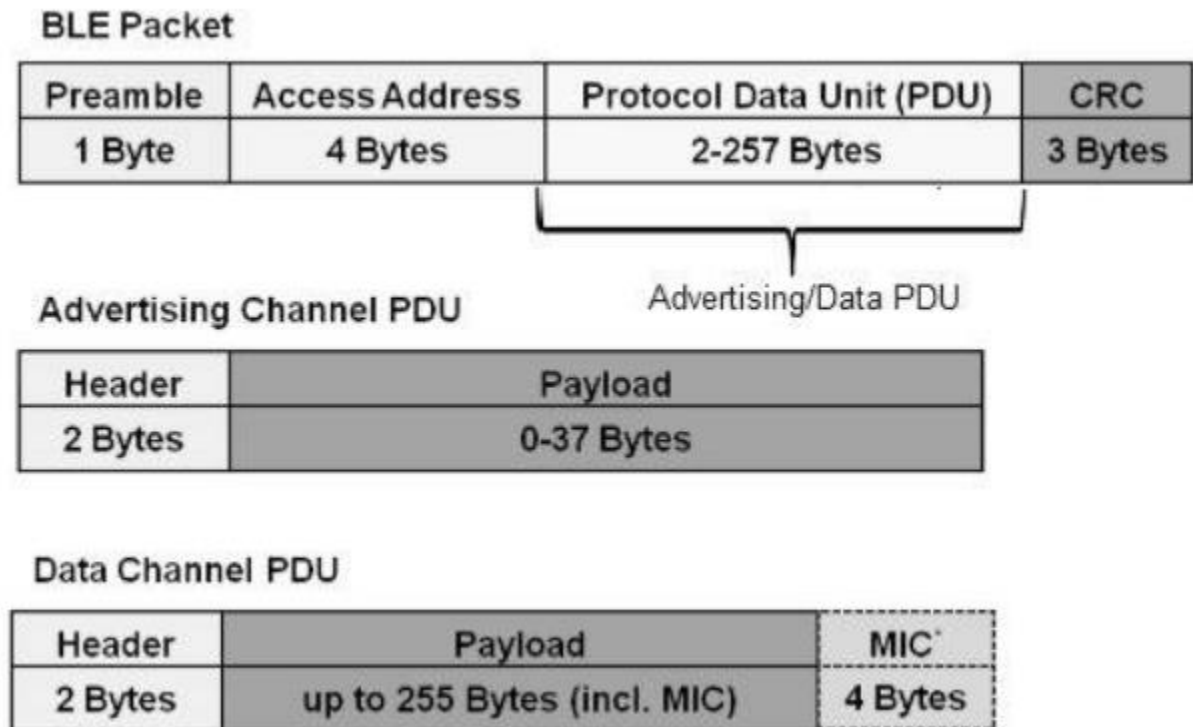 BLE Packet
Preamble Access Address Protocol Data Unit (PDU) CRC
1 Byte 4 Bytes 2-257 Bytes 3 Bytes
Advertising/Data PDU
Advertising Channel PDU
Header Payload
2 Bytes 0-37 Bytes
Data Channel PDU
Header Payload MIC*
2 Bytes up to 255 Bytes (incl. MIC) 4 Bytes